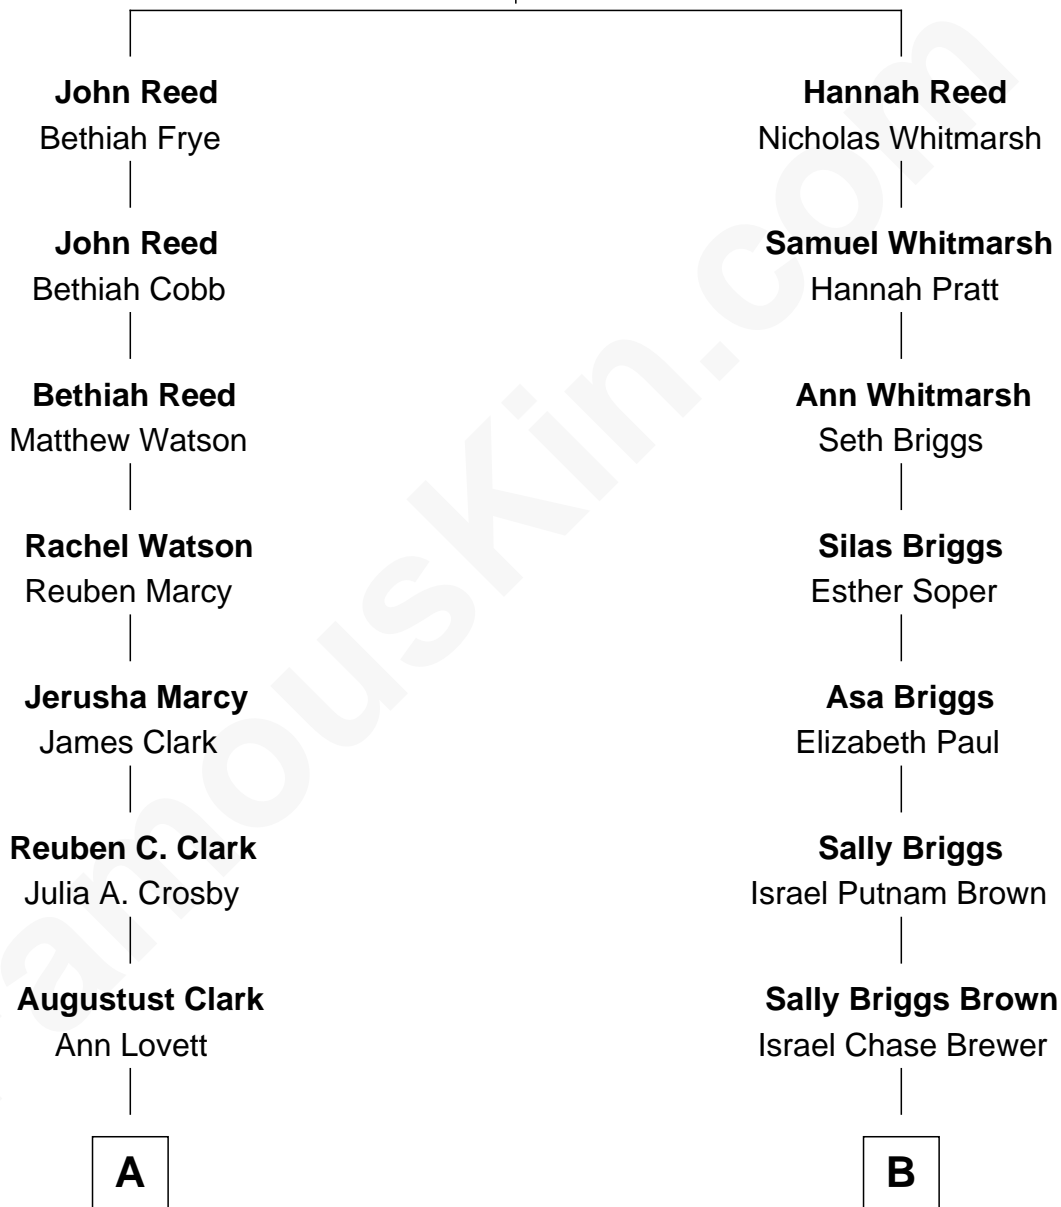 John Reed
Bethiah Frye
John Reed
Bethiah Cobb
Bethiah Reed
Matthew Watson
Rachel Watson
Reuben Marcy
Jerusha Marcy
James Clark
Reuben C. Clark
Julia A. Crosby
Augustust Clark
Ann Lovett
A
Hannah Reed
Nicholas Whitmarsh
Samuel Whitmarsh
Hannah Pratt
Ann Whitmarsh
Seth Briggs
Silas Briggs
Esther Soper
Asa Briggs
Elizabeth Paul
Sally Briggs
Israel Putnam Brown
Sally Briggs Brown
Israel Chase Brewer
B
amouskin.com